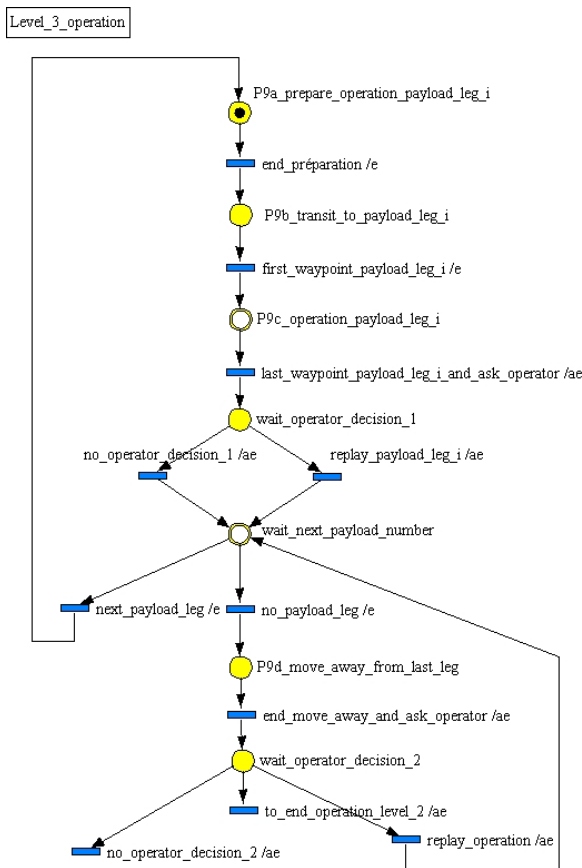 Level_3_operation
P9a_prepare_operation_payload_leg_i
end_préparation /e
P9b_transit_to_payload_leg_i
first_waypoint_payload_leg_i /e
P9c_operation_payload_leg_i
last_waypoint_payload_leg_i_and_ask_operator /ae
wait_operator_decision_1
no_operator_decision_1 /ae
replay_payload_leg_i /ae
wait_next_payload_number
next_payload_leg /e
no_payload_leg /e
P9d_move_away_from_last_leg
end_move_away_and_ask_operator /ae
wait_operator_decision_2
to_end_operation_level_2 /ae
replay_operation /ae
no_operator_decision_2 /ae